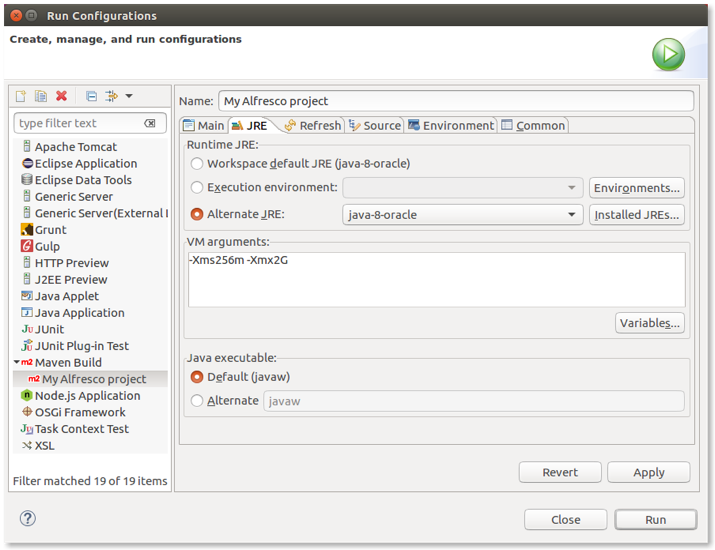 Run Configurations
Create, manage, and run configurations
type filter text
Apache Tomcat
Eclipse Application
Eclipse Data Tools
Generic Server
Generic Server(External I
Grunt
Gulp
HTTP Preview
J2EE Preview
Java Applet
Java Application
JUnit
JUnit Plug-in Test
m2 Maven Build
m2 My Alfresco project
Node.js Application
OSGi Framework
Task Context Test
XSL
Filter matched 19 of 19 items
Name: My Alfresco project
Main JRE Refresh Source Environment Common
Runtime JRE:
Workspace default JRE (java-8-oracle)
Execution environment: Environments...
Alternate JRE: java-8-oracle Installed JREs...
VM arguments:
-Xms256m -Xmx2G
Variables...
Java executable:
Default (javaw)
Alternate javaw
Revert Apply
? Close Run